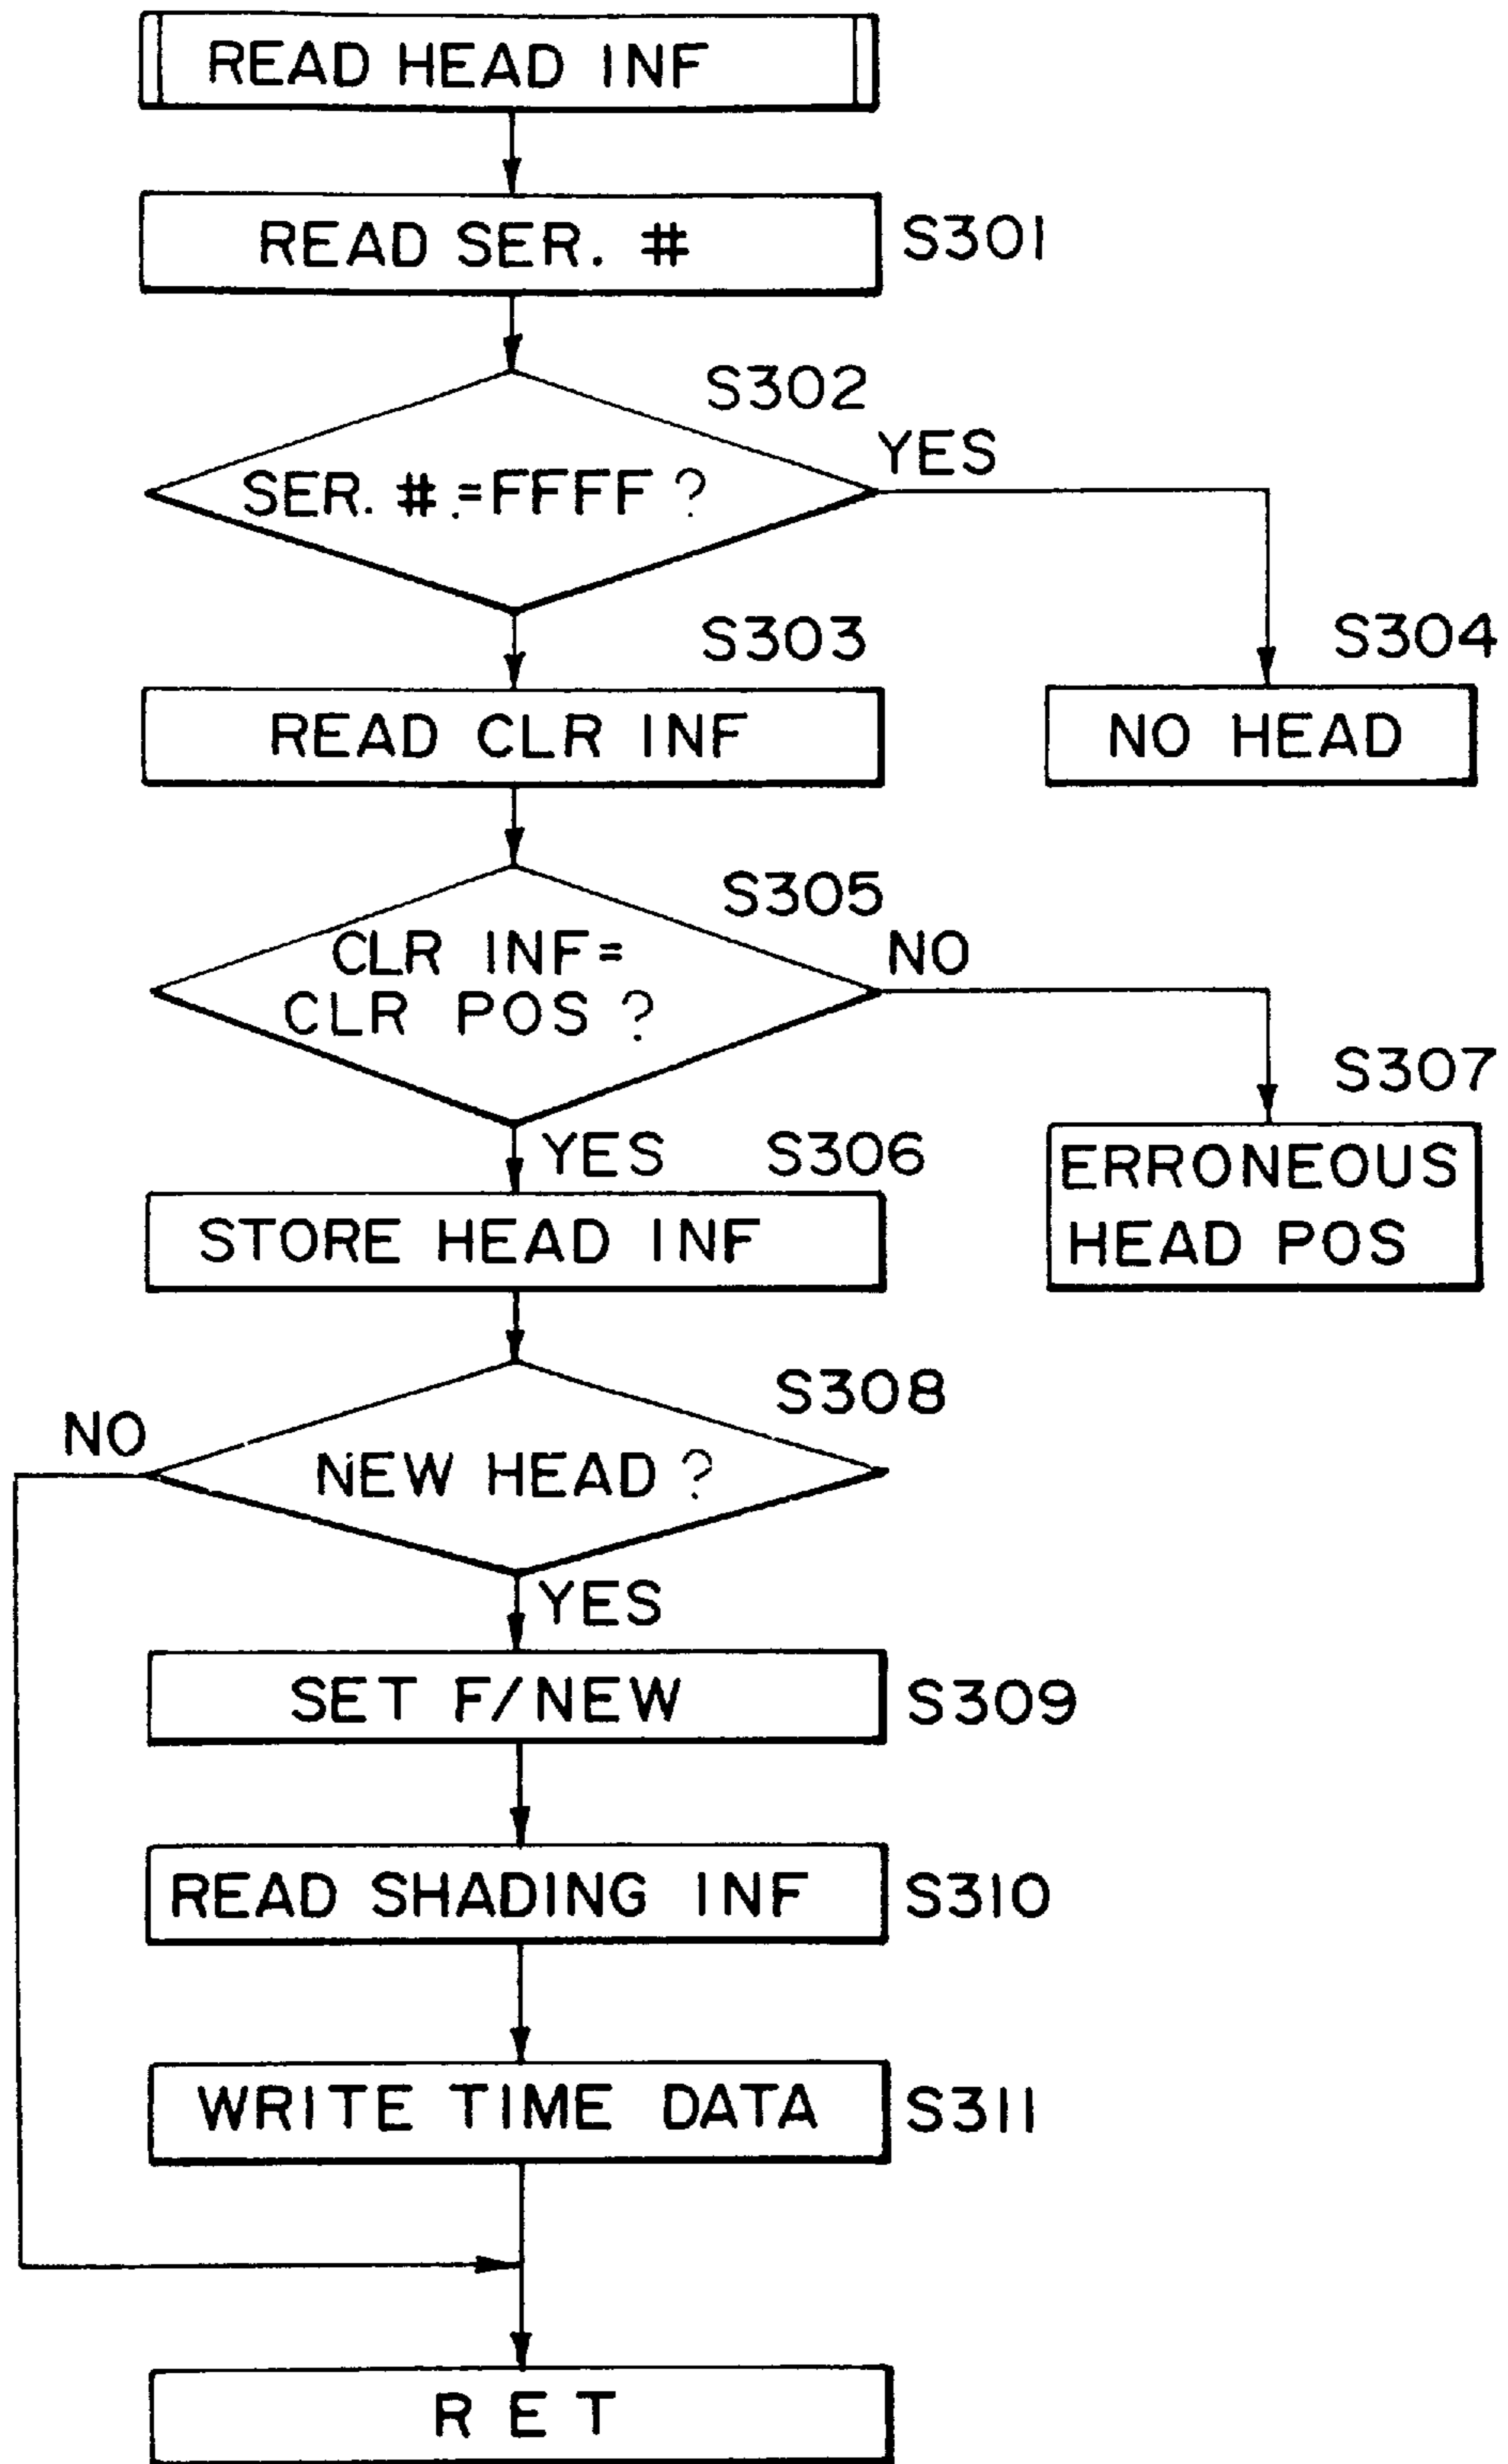 READ HEAD INF
READ SER. #
S301
S302
SER. #.=FFFF ?
YES
S303
READ CLR INF
S304
NO HEAD
S305
CLR INF=
CLR POS ?
NO
S307
ERRONEOUS
HEAD POS
YES
S306
STORE HEAD INF
S308
NO
NEW HEAD ?
YES
SET F/NEW
S309
READ SHADING INF
S310
WRITE TIME DATA
S311
RET